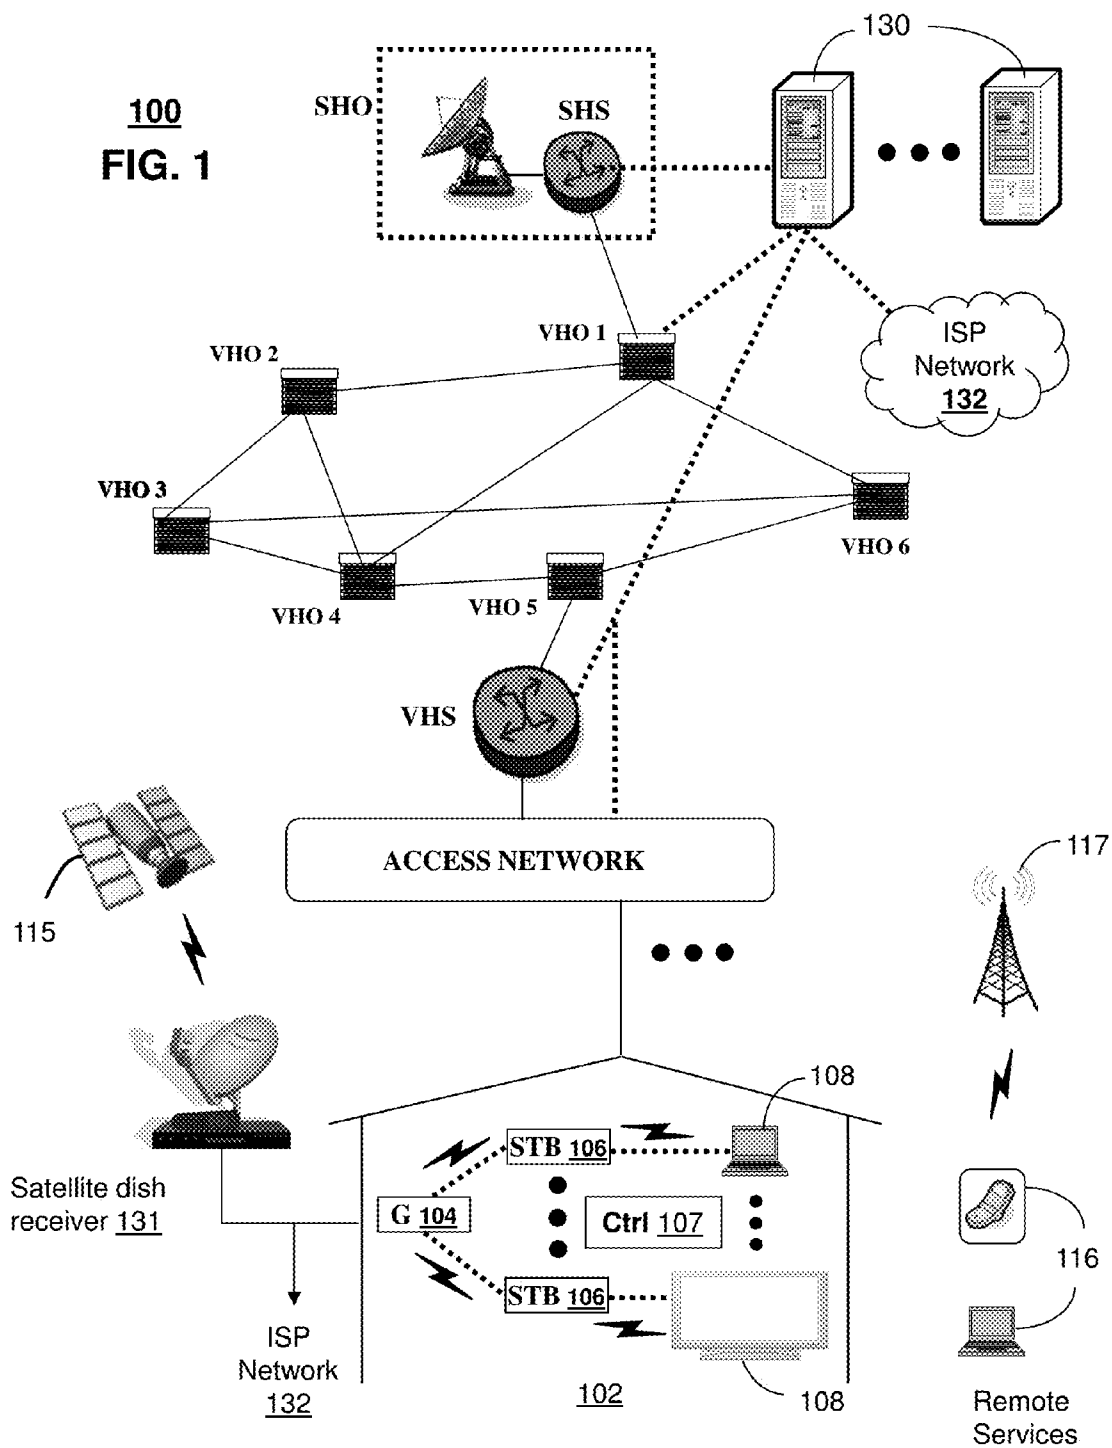 130
100
FIG. 1
SHO
SHS
ISP
Network
132
VHO 1
VHO 2
VHO 3
VHO 6
VHO 4
VHO 5
VHS
ACCESS NETWORK
115
117
108
STB 106
Satellite dish
receiver 131
G 104
Ctrl 107
116
STB 106
ISP
Network
132
102
108
Remote
Services